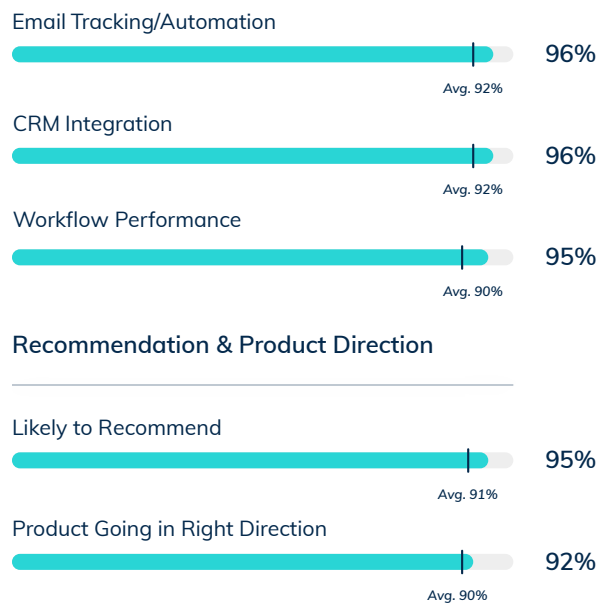 Email Tracking/Automation
96%
Avg. 92%
CRM Integration
96%
Avg. 92%
Workflow Performance
95%
Avg. 90%
Recommendation & Product Direction
Likely to Recommend
95%
Avg. 91%
Product Going in Right Direction
92%
Avg. 90%